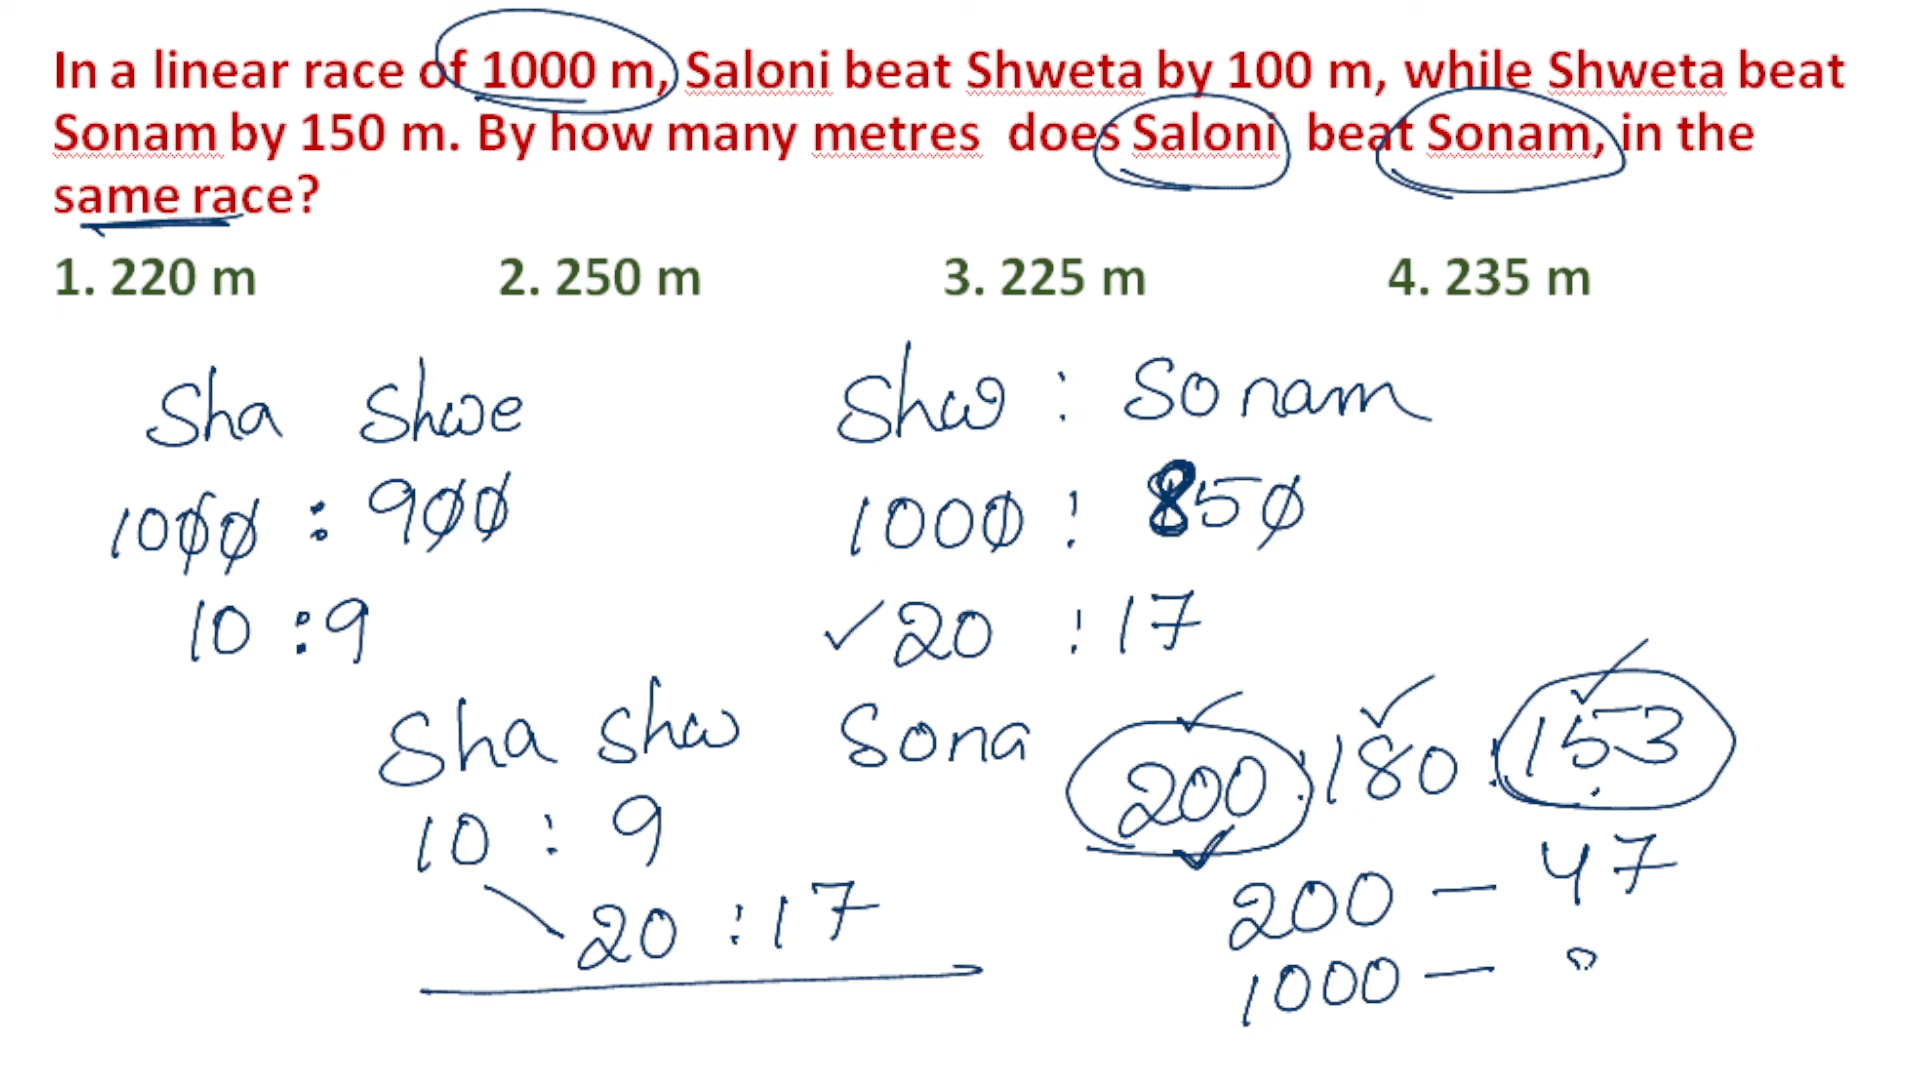 In a linear race of 1000 m, Saloni beat Shweta by 100 m, while Shweta beat
Sonam by 150 m. By how many metres does Saloni beat Sonam, in the
same race?
1. 220 m 2. 250 m 3. 225 m 4. 235 m
Sha Shwe
1000 : 900
10 : 9
Shw : Sonam
1000 : 850
20 : 17
Sha Shw Sona
10 : 9
20 : 17
200 : 180 : 153
200 — 47
1000 — ?